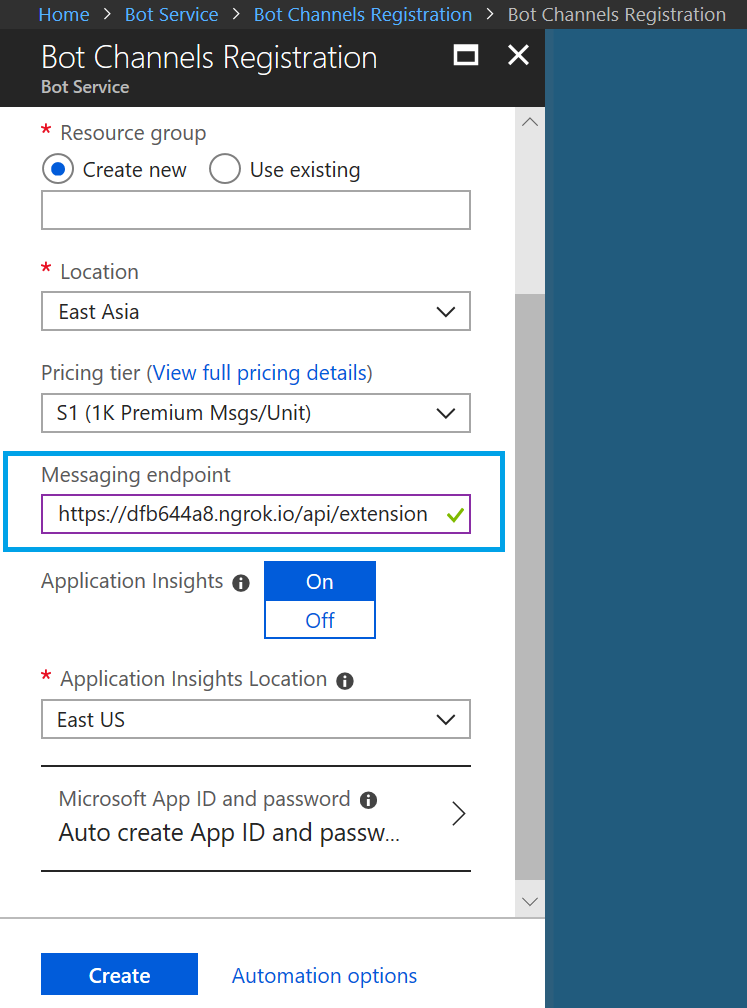 Home > Bot Service > Bot Channels Registration > Bot Channels Registration
Bot Channels Registration
Bot Service
* Resource group
Create new Use existing
* Location
East Asia
Pricing tier (View full pricing details)
S1 (1K Premium Msgs/Unit)
Messaging endpoint
https://dfb644a8.ngrok.io/api/extension
Application Insights On
Off
* Application Insights Location
East US
Microsoft App ID and password
Auto create App ID and passw...
Create Automation options